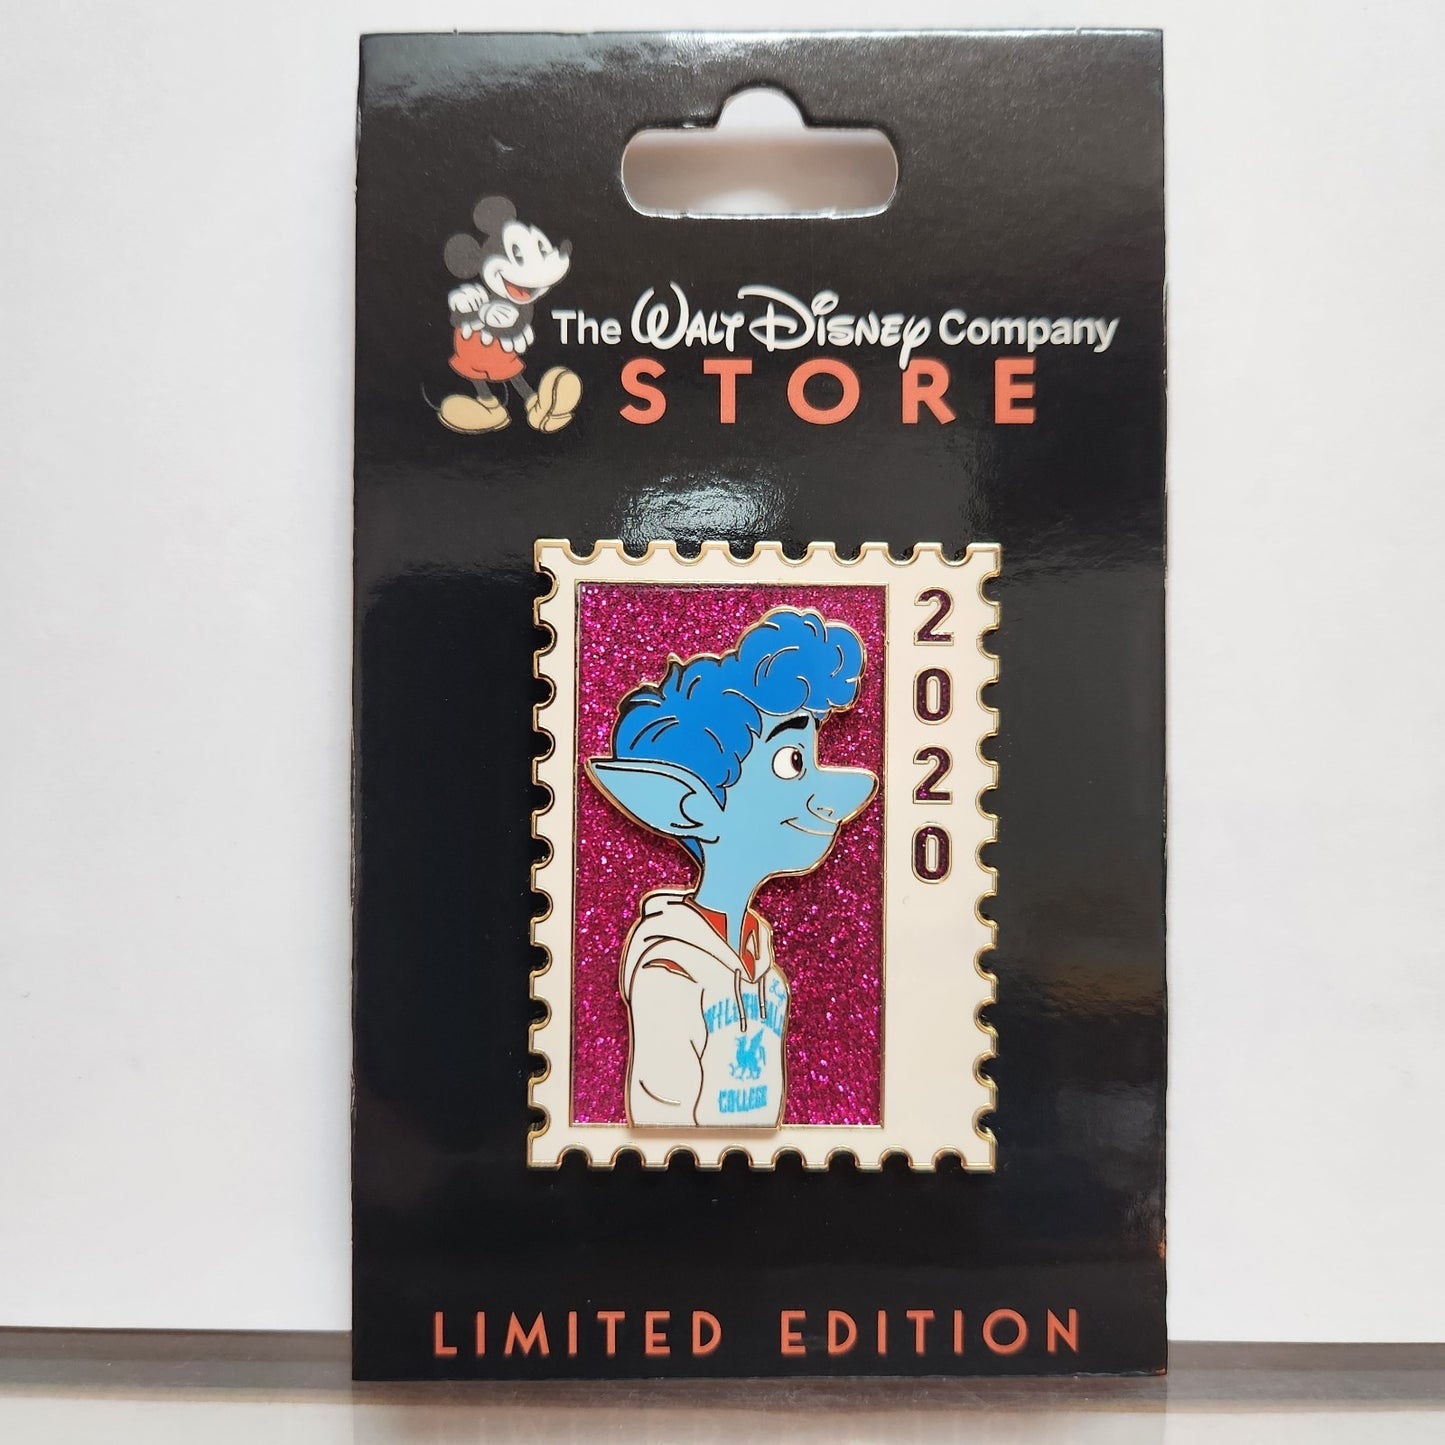 The WALT DISNEY Company
STORE
2020
COLLEGE
LIMITED EDITION